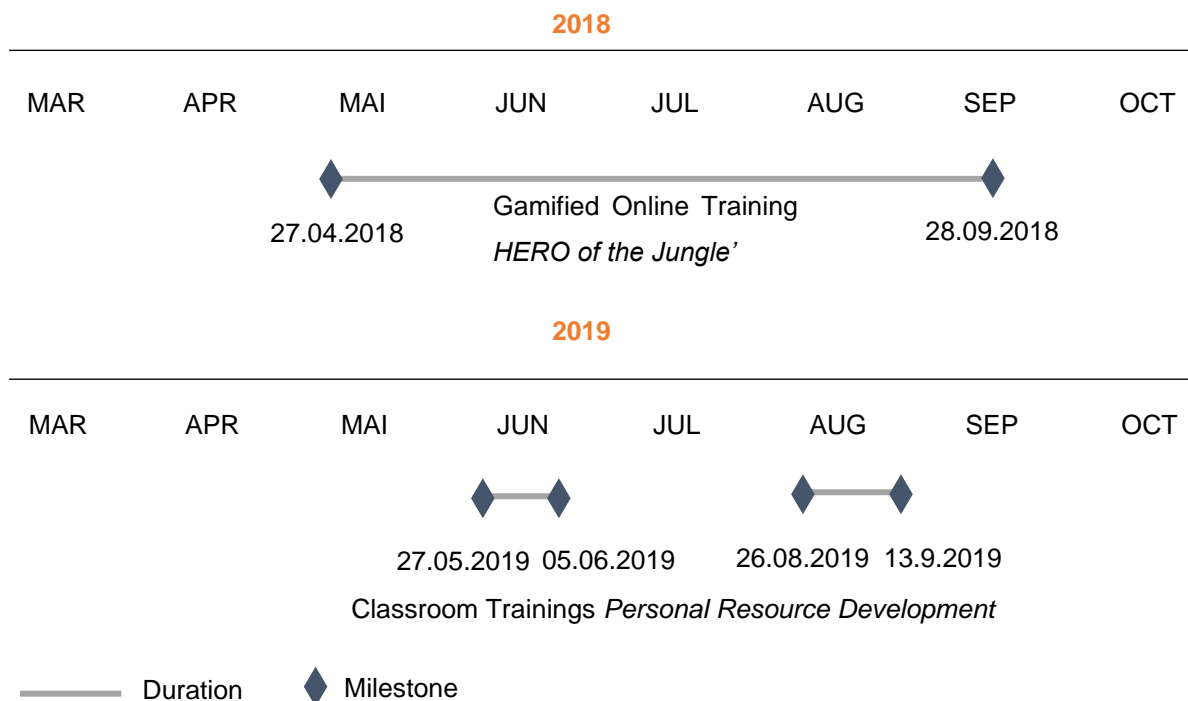 2018
MAR APR MAI JUN JUL AUG SEP OCT
27.04.2018
Gamified Online Training
HERO of the Jungle’
28.09.2018
2019
MAR APR MAI JUN JUL AUG SEP OCT
27.05.2019 05.06.2019 26.08.2019 13.9.2019
Classroom Trainings Personal Resource Development
Duration Milestone